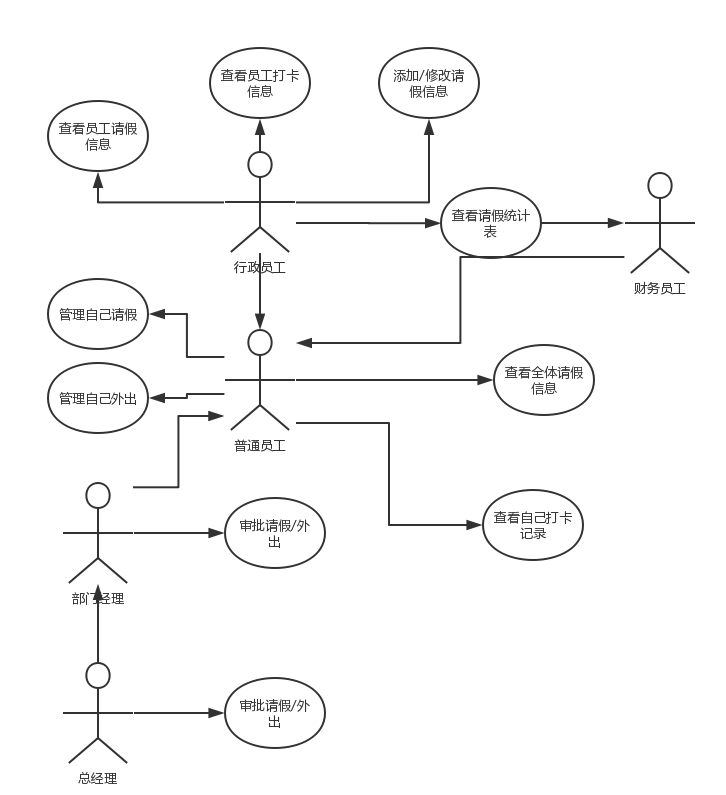 查看员工打卡
信息
添加/修改请
假信息
查看员工请假
信息
查看请假统计
表
行政员工
财务员工
管理自己请假
查看全体请假
信息
管理自己外出
普通员工
查看自己打卡
记录
审批请假/外
出
部门经理
审批请假/外
出
总经理